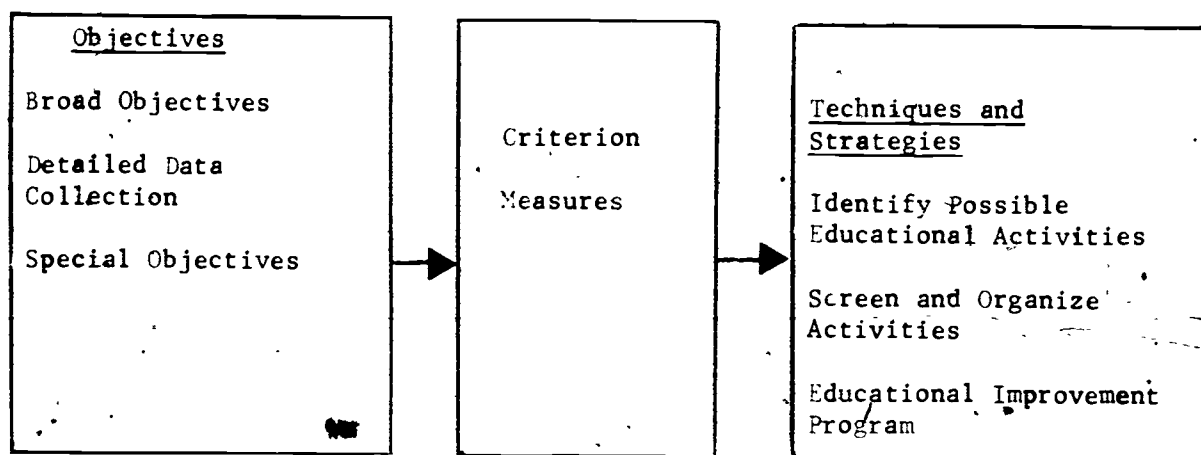 Objectives
Broad Objectives
Detailed Data
Collection
Special Objectives
Criterion
Measures
Techniques and
Strategies
Identify Possible
Educational Activities
Screen and Organize
Activities
Educational Improvement
Program